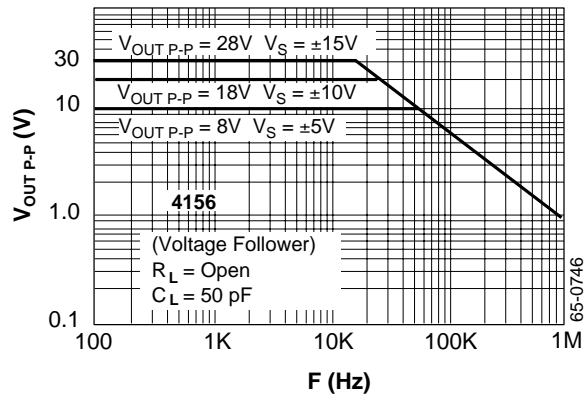 V_OUT P-P = 28V V_S = ±15V
V_OUT P-P = 18V V_S = ±10V
V_OUT P-P = 8V V_S = ±5V
4156
(Voltage Follower)
R_L = Open
C_L = 50 pF
V_OUT P-P (V)
30
10
1.0
0.1
100
1K
10K
100K
1M
F (Hz)
65-0746